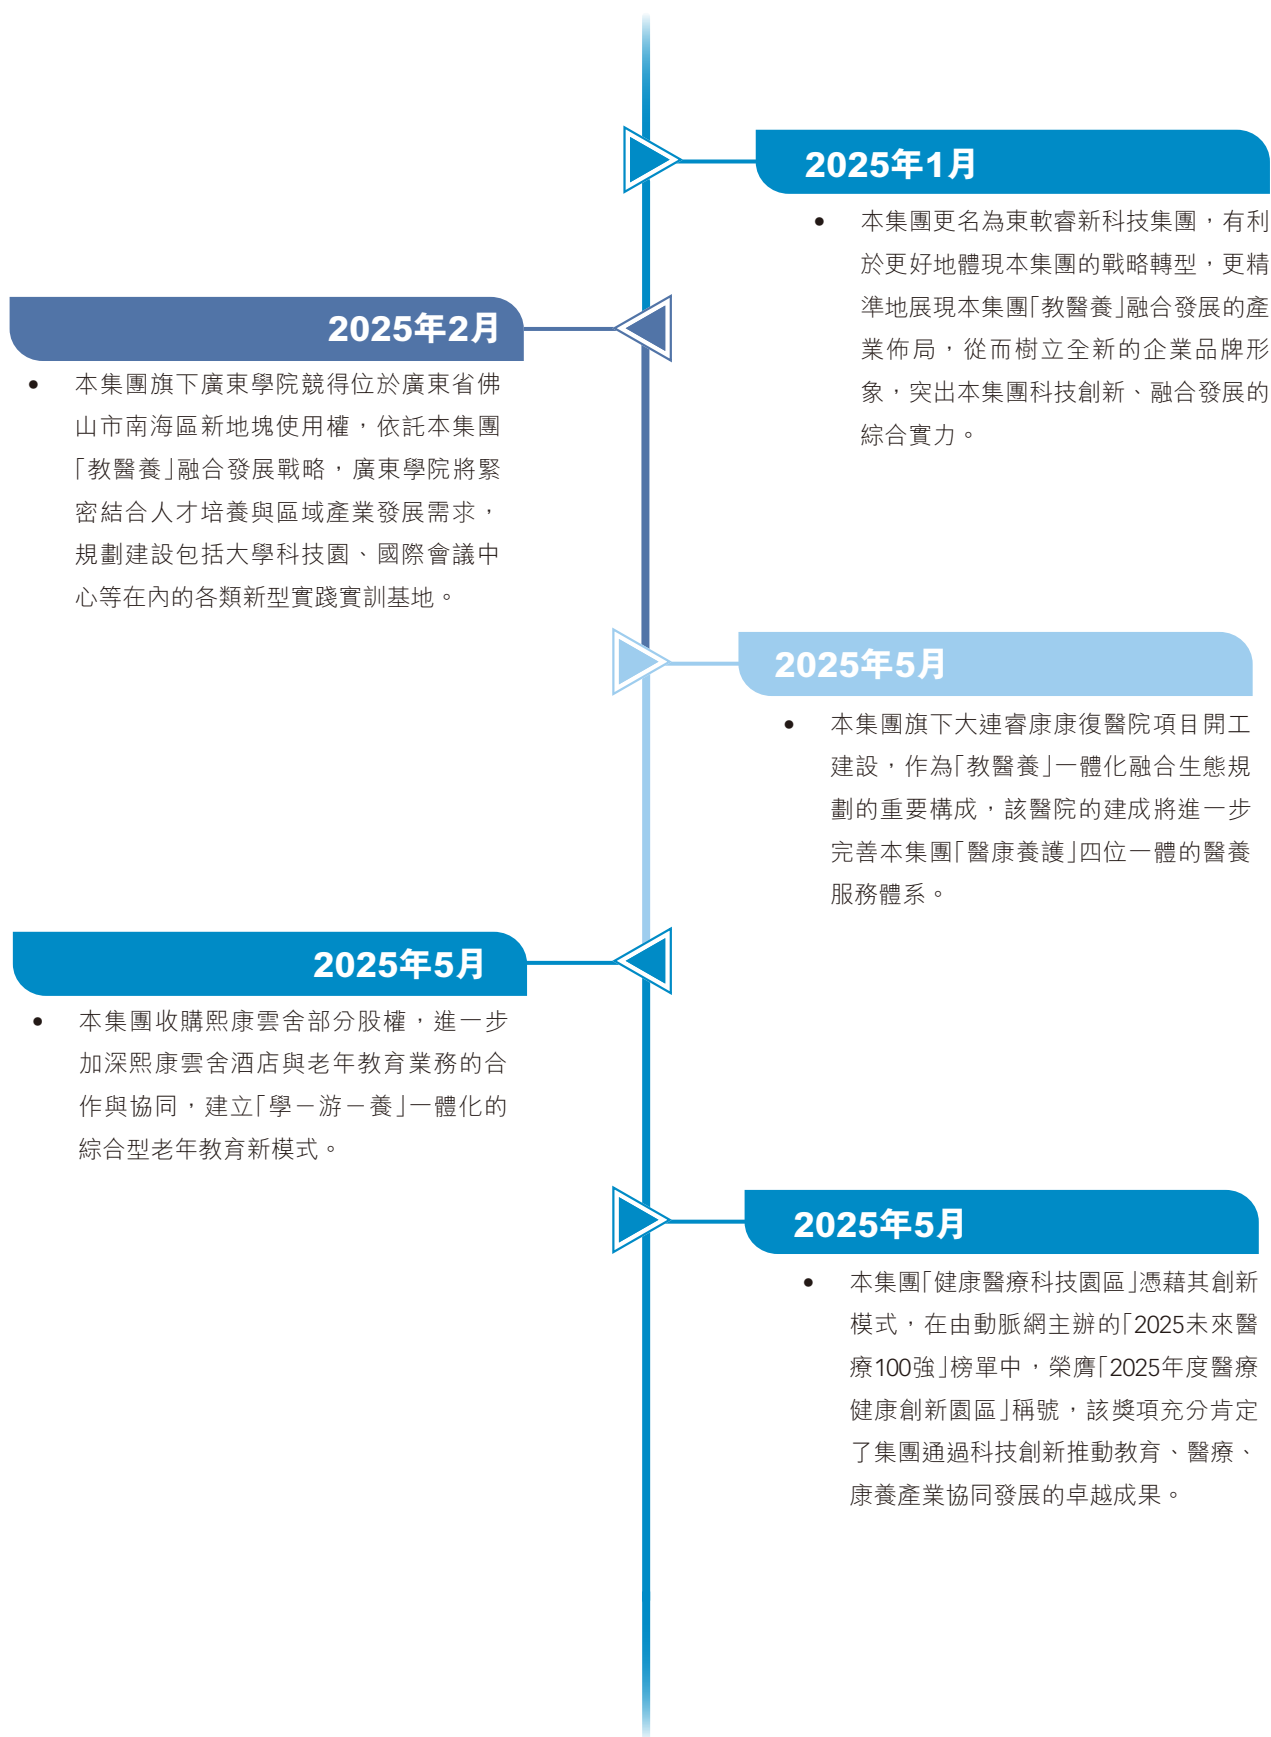 2025年1月
• 本集團更名為東軟睿新科技集團，有利
於更好地體現本集團的戰略轉型，更精
準地展現本集團「教醫養」融合發展的產
業佈局，從而樹立全新的企業品牌形
象，突出本集團科技創新、融合發展的
綜合實力。
2025年2月
• 本集團旗下廣東學院競得位於廣東省佛
山市南海區新地塊使用權，依託本集團
「教醫養」融合發展戰略，廣東學院將緊
密結合人才培養與區域產業發展需求，
規劃建設包括大學科技園、國際會議中
心等在內的各類新型實踐實訓基地。
2025年5月
• 本集團旗下大連睿康康復醫院項目開工
建設，作為「教醫養」一體化融合生態規
劃的重要構成，該醫院的建成將進一步
完善本集團「醫康養護」四位一體的醫養
服務體系。
2025年5月
• 本集團收購熙康雲舍部分股權，進一步
加深熙康雲舍酒店與老年教育業務的合
作與協同，建立「學－游－養」一體化的
綜合型老年教育新模式。
2025年5月
• 本集團「健康醫療科技園區」憑藉其創新
模式，在由動脈網主辦的「2025未來醫
療100強」榜單中，榮膺「2025年度醫療
健康創新園區」稱號，該獎項充分肯定
了集團通過科技創新推動教育、醫療、
康養產業協同發展的卓越成果。